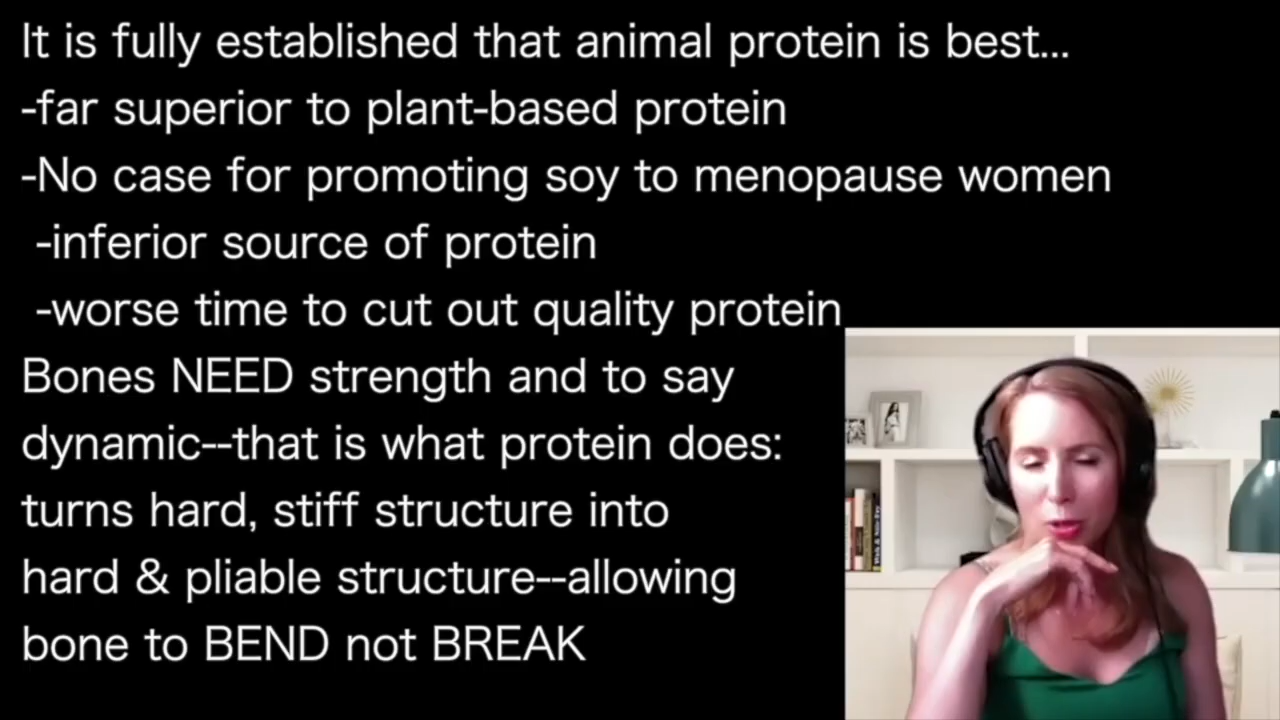 It is fully established that animal protein is best...
-far superior to plant-based protein
-No case for promoting soy to menopause women
-inferior source of protein
-worse time to cut out quality protein
Bones NEED strength and to say
dynamic--that is what protein does:
turns hard, stiff structure into
hard & pliable structure--allowing
bone to BEND not BREAK